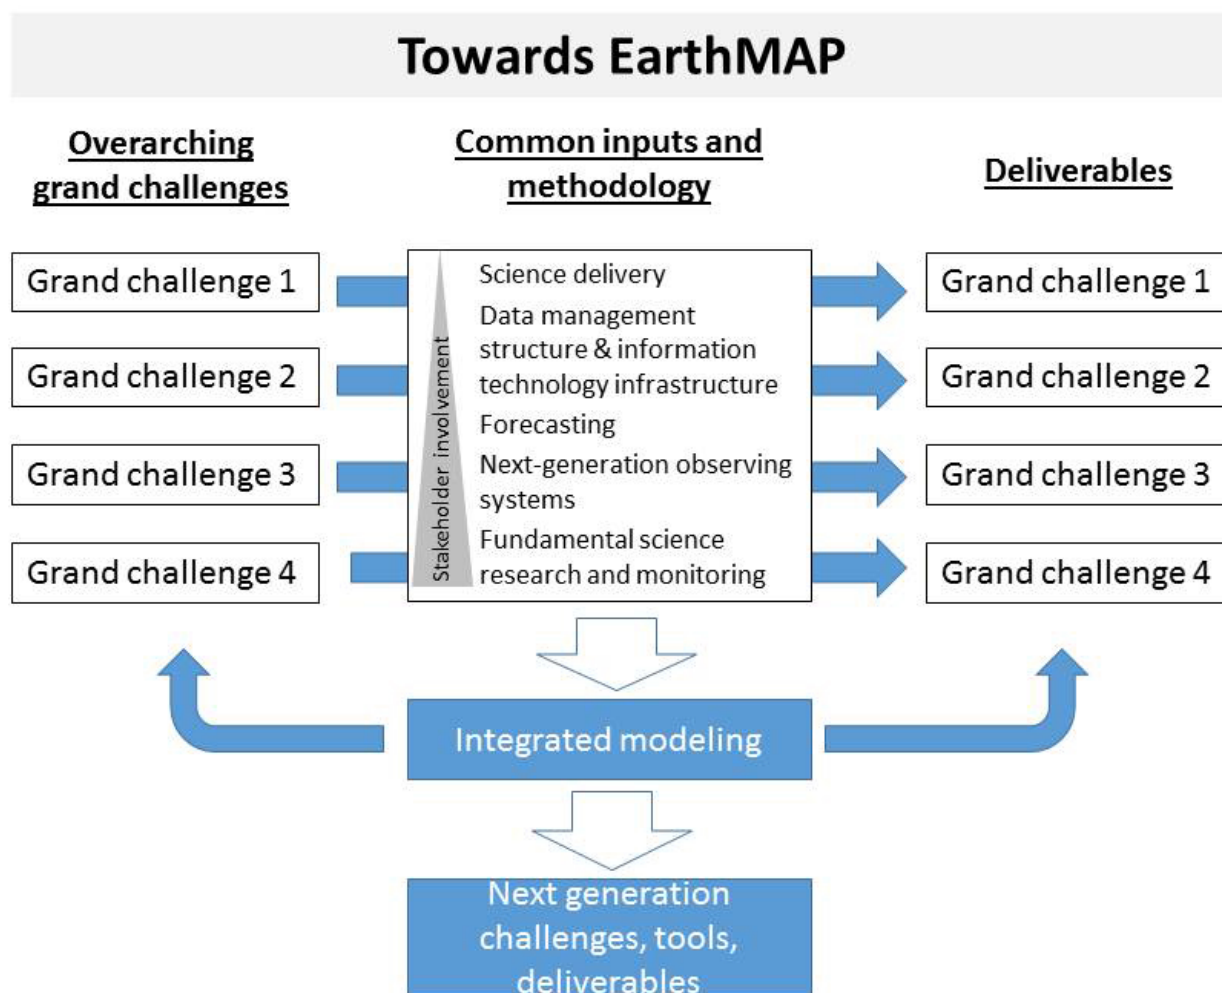 Towards EarthMAP
Overarching
grand challenges
Common inputs and
methodology
Deliverables
Grand challenge 1
Grand challenge 2
Grand challenge 3
Grand challenge 4
Stakeholder involvement
Science delivery
Data management
structure & information
technology infrastructure
Forecasting
Next-generation observing
systems
Fundamental science
research and monitoring
Grand challenge 1
Grand challenge 2
Grand challenge 3
Grand challenge 4
Integrated modeling
Next generation
challenges, tools,
deliverables